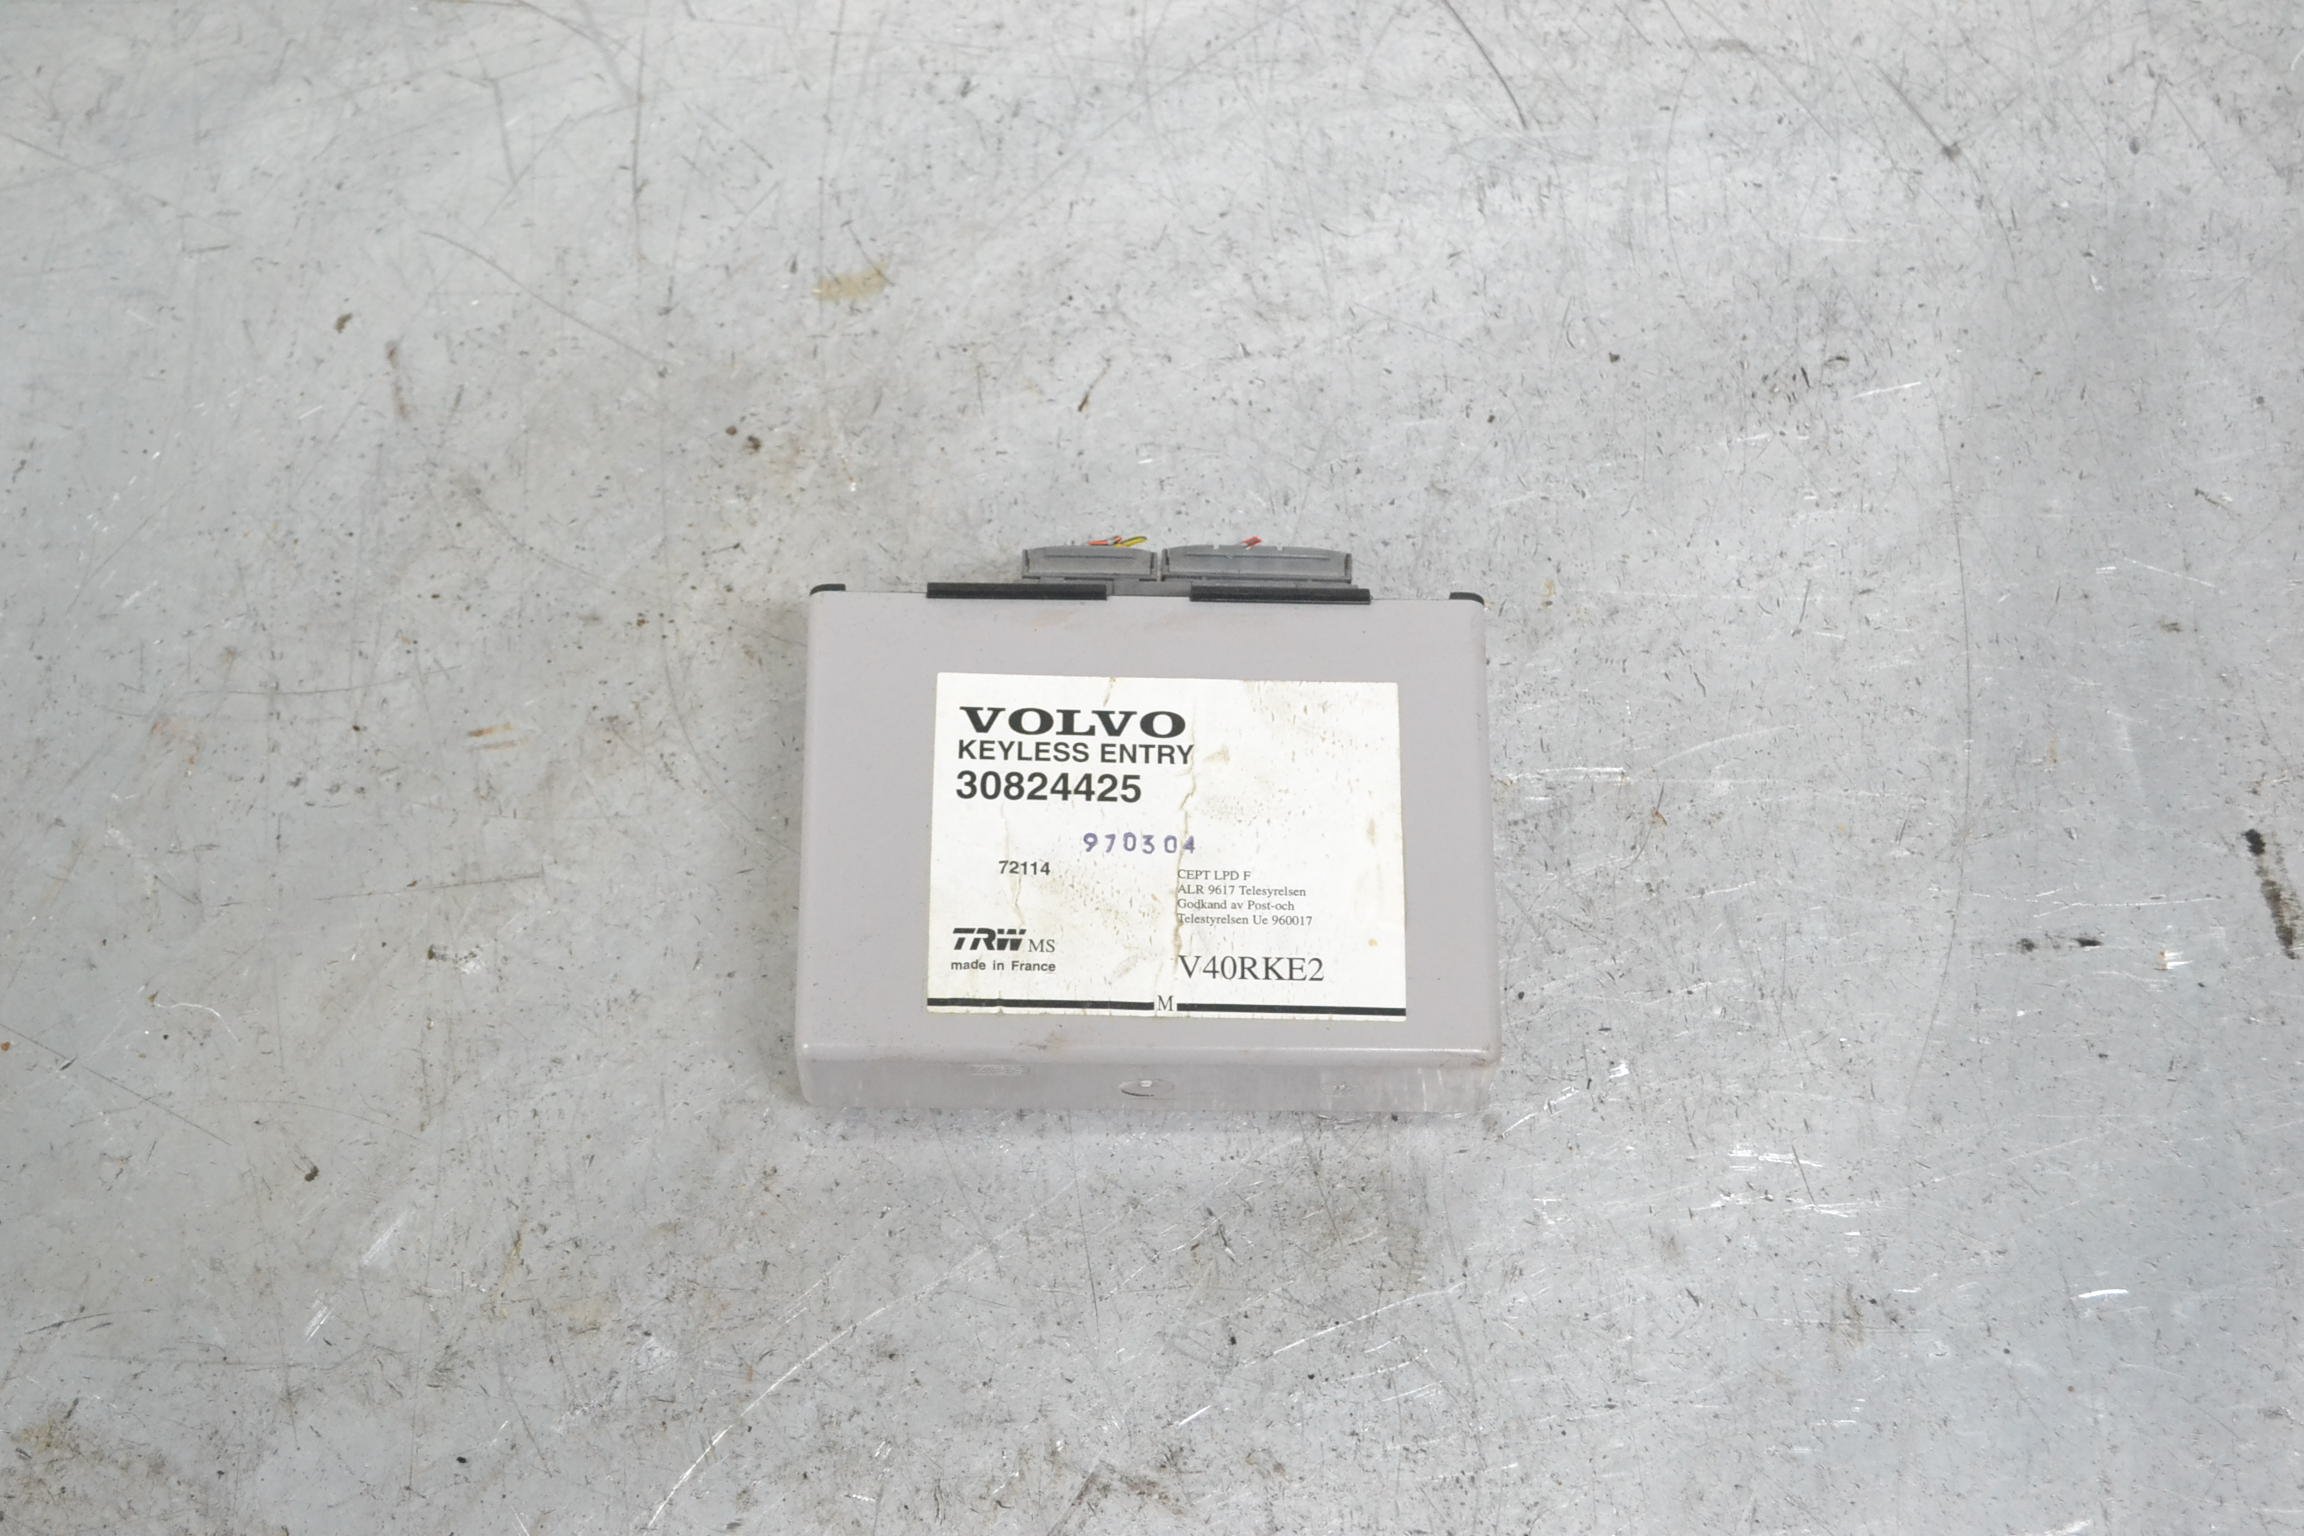 VOLVO
KEYLESS ENTRY
30824425
970304
72114
CEPT LPD F
ALR 9617 Telesyrelsen
Godkand av Post-och
Telestyrelsen Ue 960017
TRW MS
made in France
V40RKE2
M